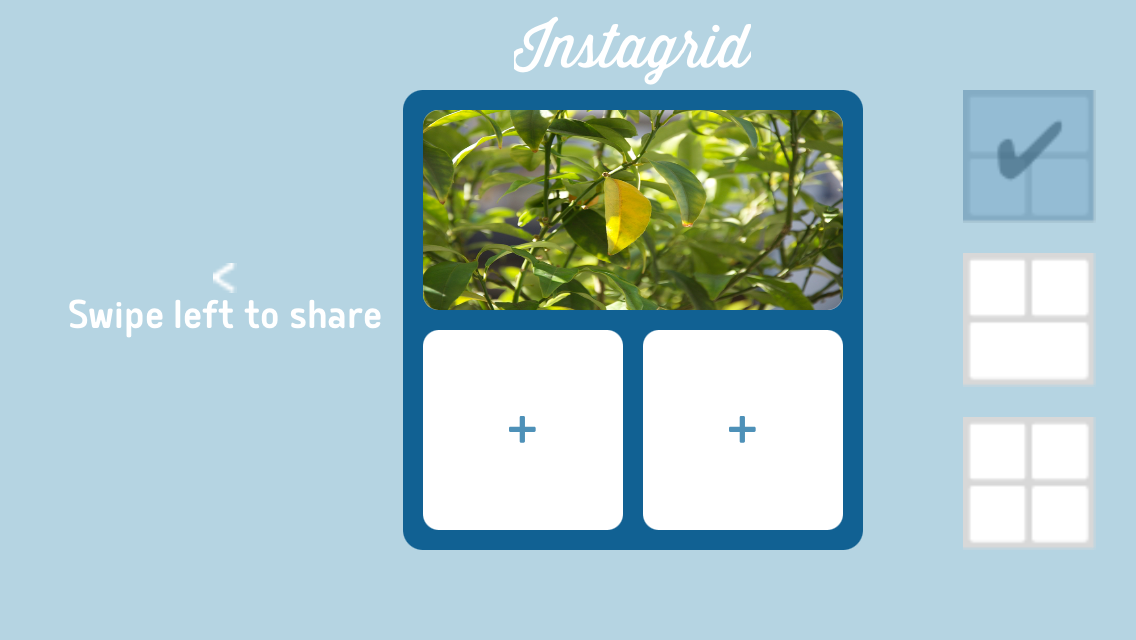 Instagrid
<
Swipe left to share
+
+